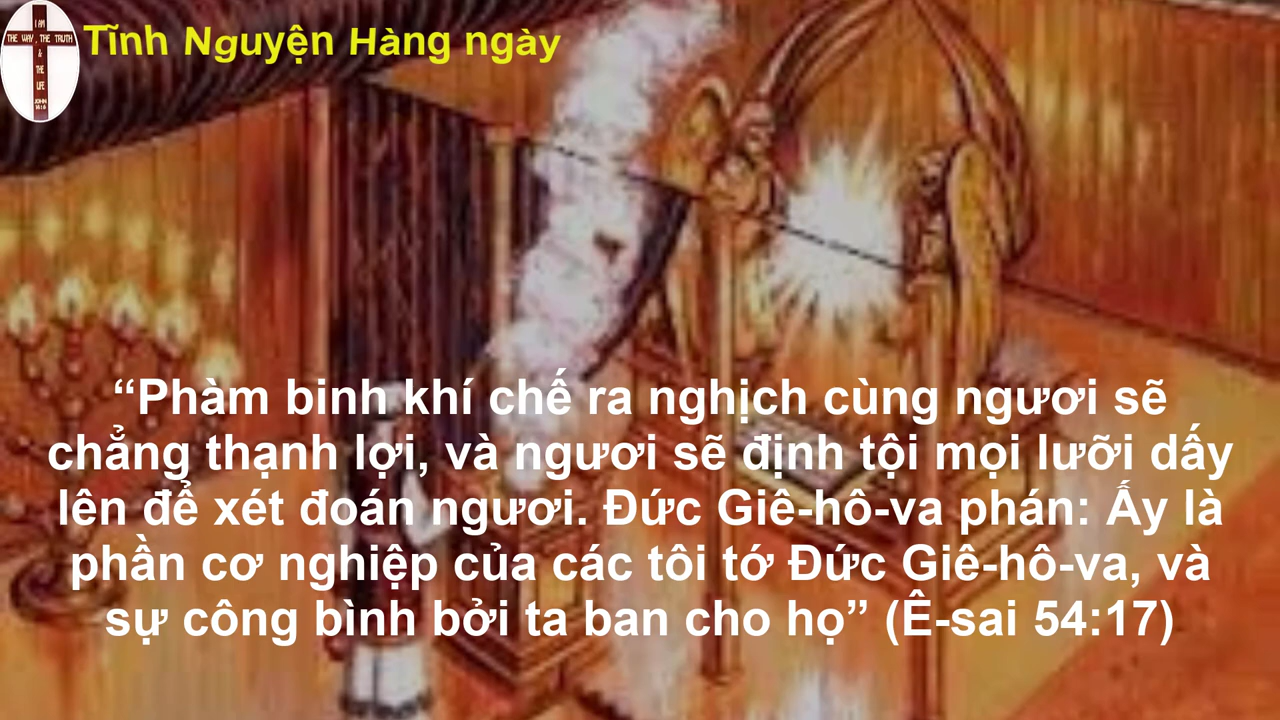 I AM
THE WAY, THE TRUTH
&
THE
LIFE
JOHN
14:6
Tĩnh Nguyện Hàng ngày
“Phàm binh khí chế ra nghịch cùng ngươi sẽ
chẳng thạnh lợi, và ngươi sẽ định tội mọi lưỡi dấy
lên để xét đoán ngươi. Đức Giê-hô-va phán: Ấy là
phần cơ nghiệp của các tôi tớ Đức Giê-hô-va, và
sự công bình bởi ta ban cho họ” (Ê-sai 54:17)